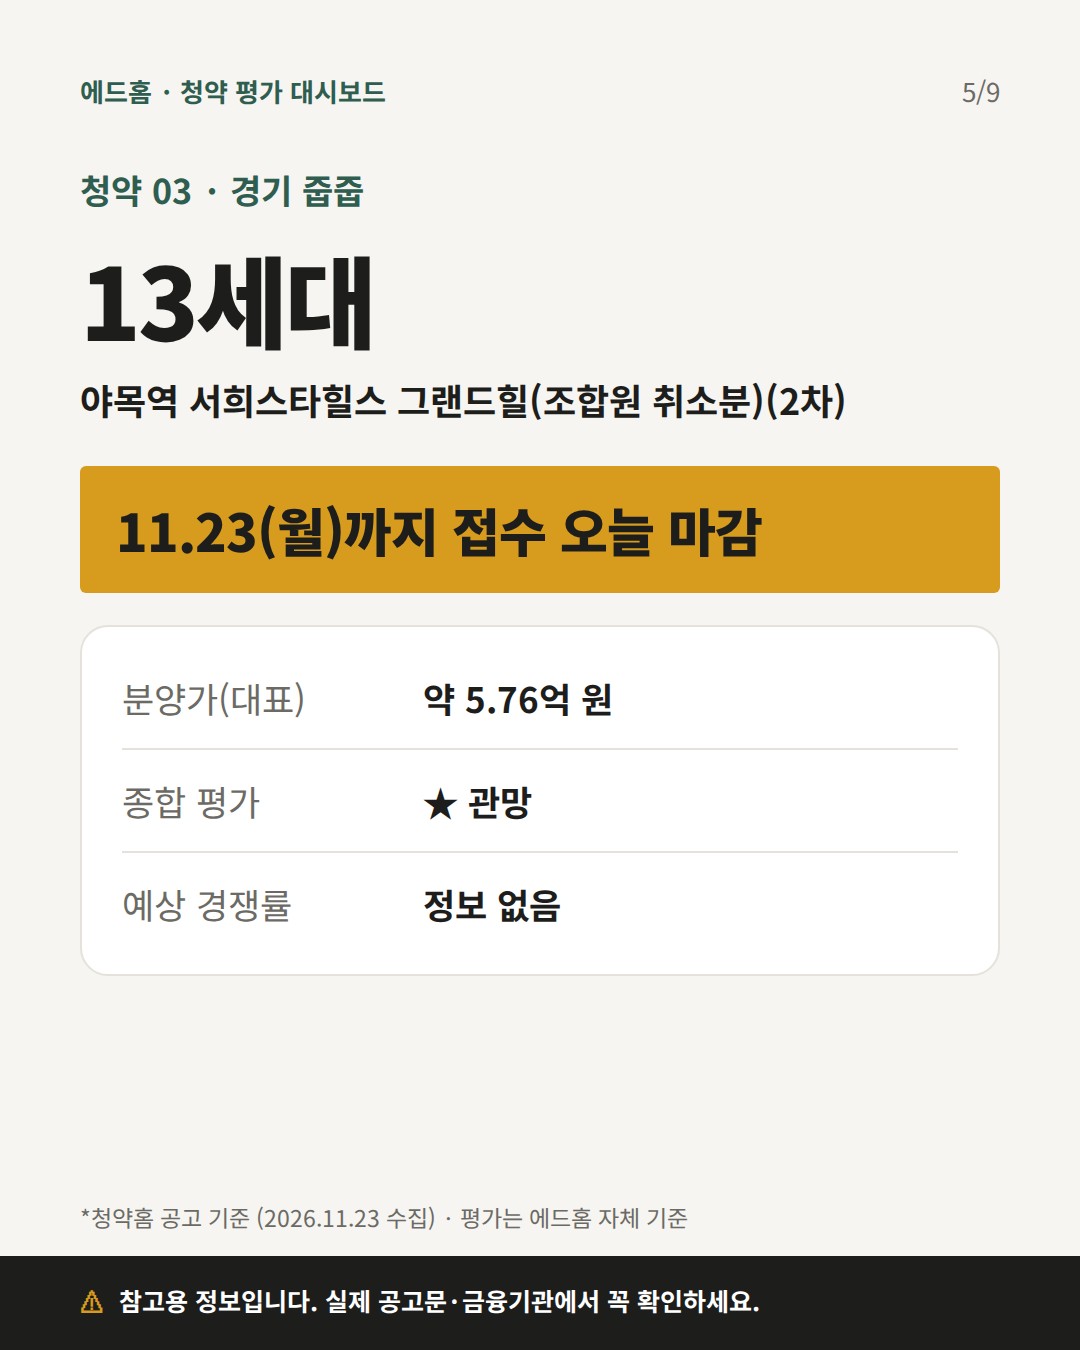 에드홈 · 청약 평가 대시보드
5/9
청약 03 · 경기 줍줍
13세대
야목역 서희스타힐스 그랜드힐(조합원 취소분)(2차)
11.23(월)까지 접수 오늘 마감
분양가(대표) 약 5.76억 원
종합 평가 ★ 관망
예상 경쟁률 정보 없음
*청약홈 공고 기준 (2026.11.23 수집) · 평가는 에드홈 자체 기준
⚠ 참고용 정보입니다. 실제 공고문·금융기관에서 꼭 확인하세요.